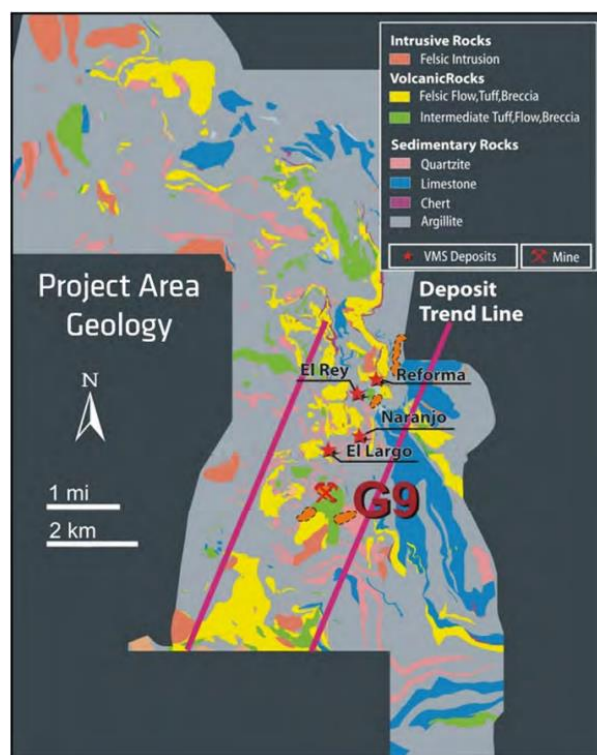 Intrusive Rocks
Felsic Intrusion
VolcanicRocks
Felsic Flow,Tuff,Breccia
Intermediate Tuff,Flow,Breccia
Sedimentary Rocks
Quartzite
Limestone
Chert
Argillite
VMS Deposits
Mine
Project Area
Geology
Deposit
Trend Line
N
El Rey
Reforma
Naranjo
El Largo
G9
1 mi
2 km